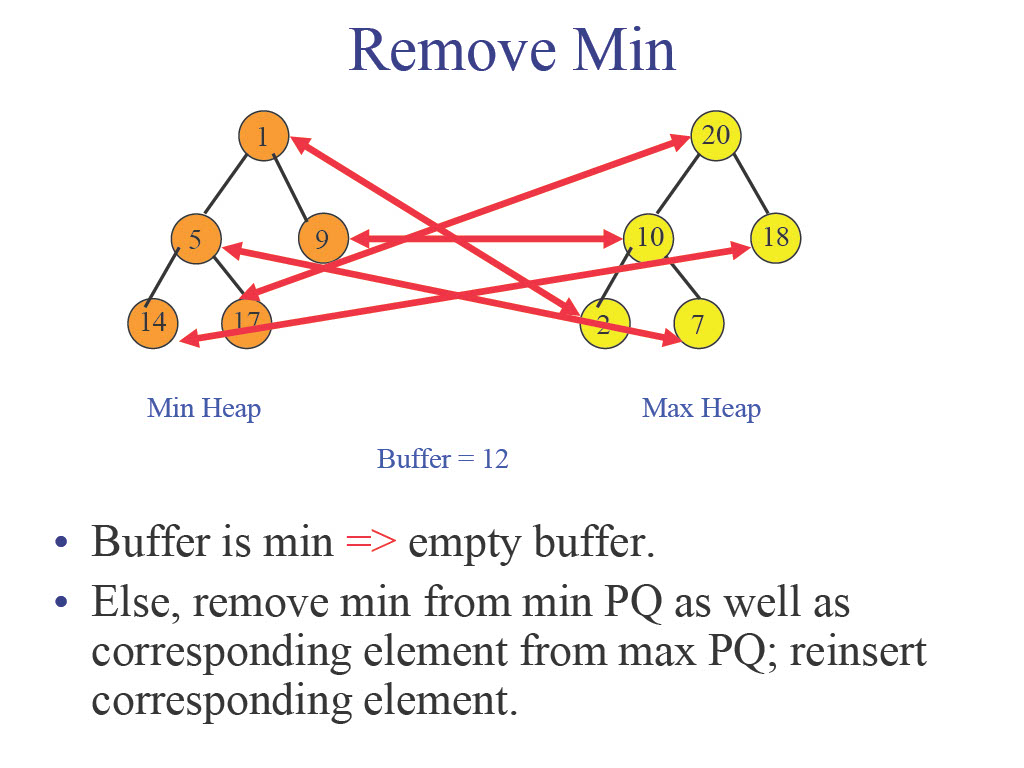 Remove Min
1
20
5
9
10
18
14
17
2
7
Min Heap
Max Heap
Buffer = 12
• Buffer is min => empty buffer.
• Else, remove min from min PQ as well as
corresponding element from max PQ; reinsert
corresponding element.